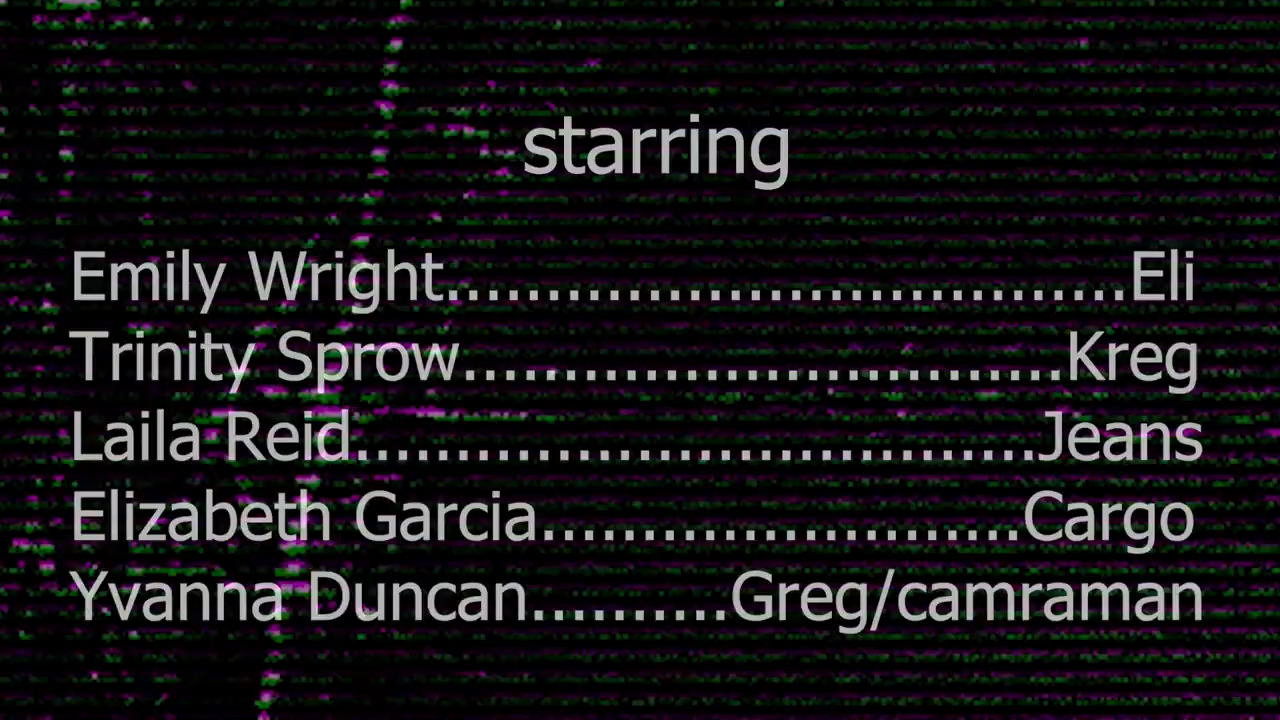 starring
Emily Wright..................................Eli
Trinity Sprow..............................Kreg
Laila Reid..................................Jeans
Elizabeth Garcia........................Cargo
Yvanna Duncan..........Greg/camraman